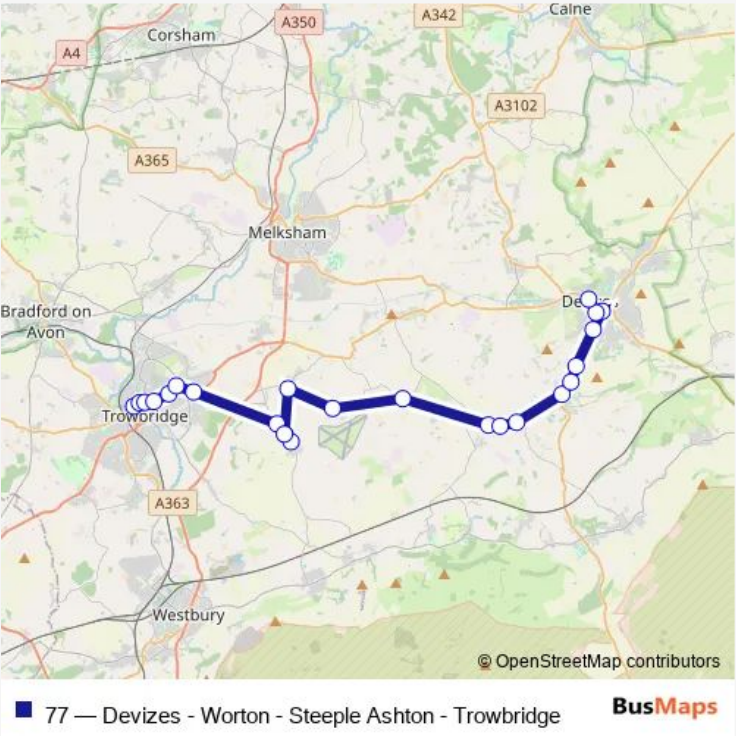 Calne
A342
A350
Corsham
A4
A3102
A365
Melksham
Bradford on
Avon
Trowbridge
A363
Westbury
© OpenStreetMap contributors
77 — Devizes - Worton - Steeple Ashton - Trowbridge
BusMaps